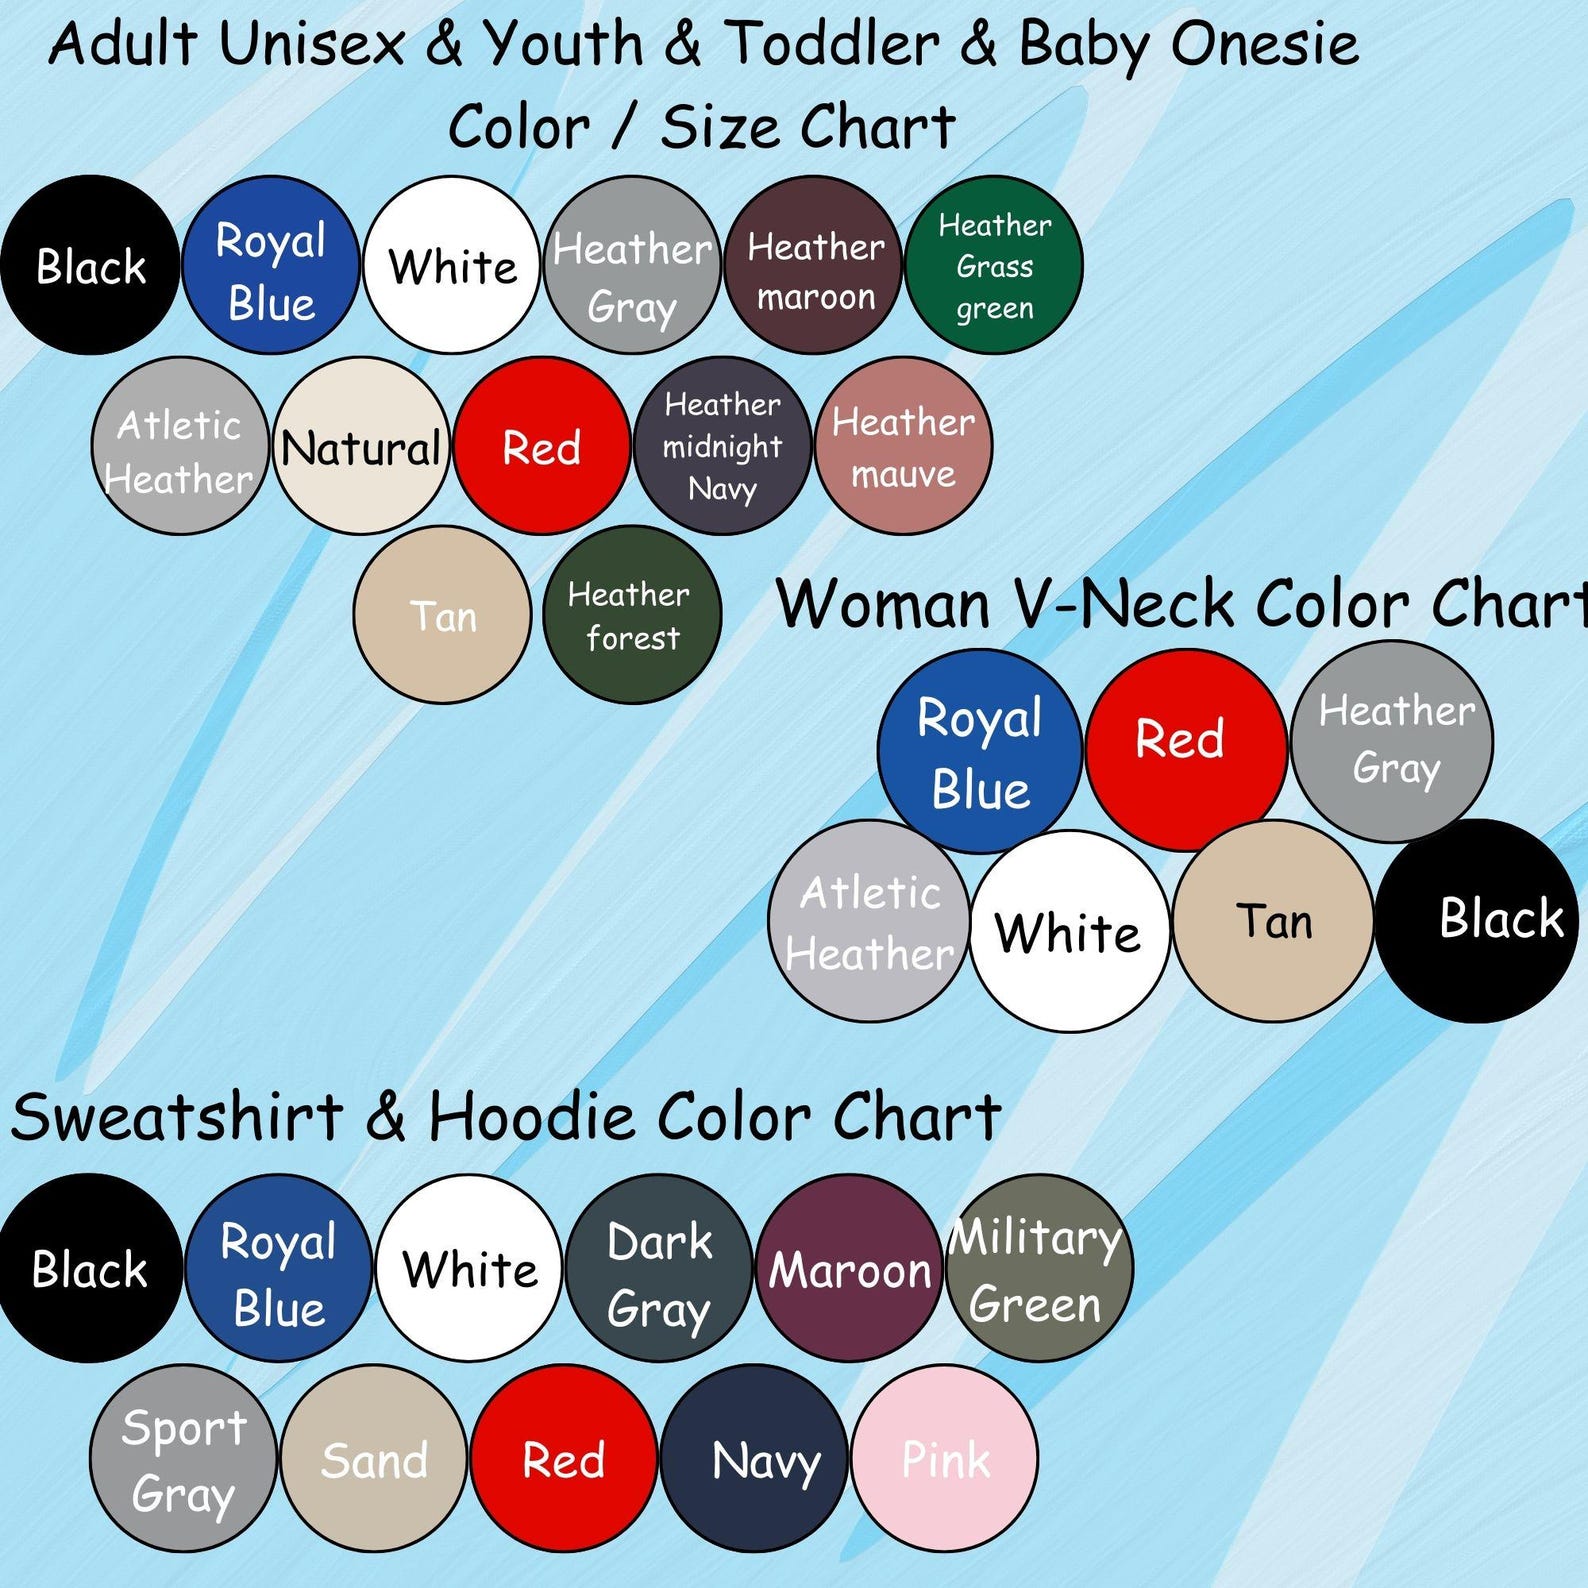 Adult Unisex & Youth & Toddler & Baby Onesie
Color / Size Chart
Black
Royal
Blue
White
Heather
Gray
Heather
maroon
Heather
Grass
green
Atletic
Heather
Natural
Red
Heather
midnight
Navy
Heather
mauve
Tan
Heather
forest
Woman V-Neck Color Chart
Royal
Blue
Red
Heather
Gray
Atletic
Heather
White
Tan
Black
Sweatshirt & Hoodie Color Chart
Black
Royal
Blue
White
Dark
Gray
Maroon
Military
Green
Sport
Gray
Sand
Red
Navy
Pink